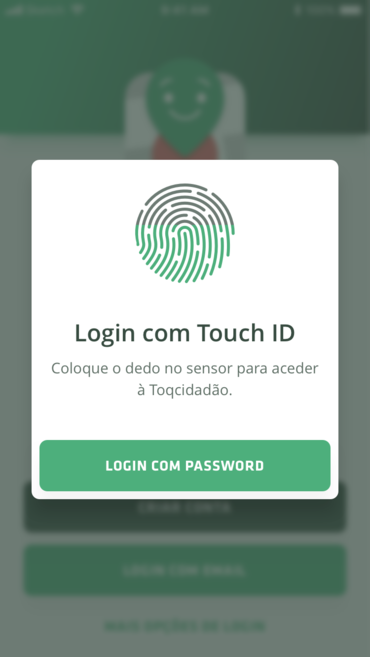 Login com Touch ID
Coloque o dedo no sensor para aceder
à Toqcidadão.
LOGIN COM PASSWORD
CRIAR CONTA
LOGIN COM EMAIL
MAIS OPÇÕES DE LOGIN